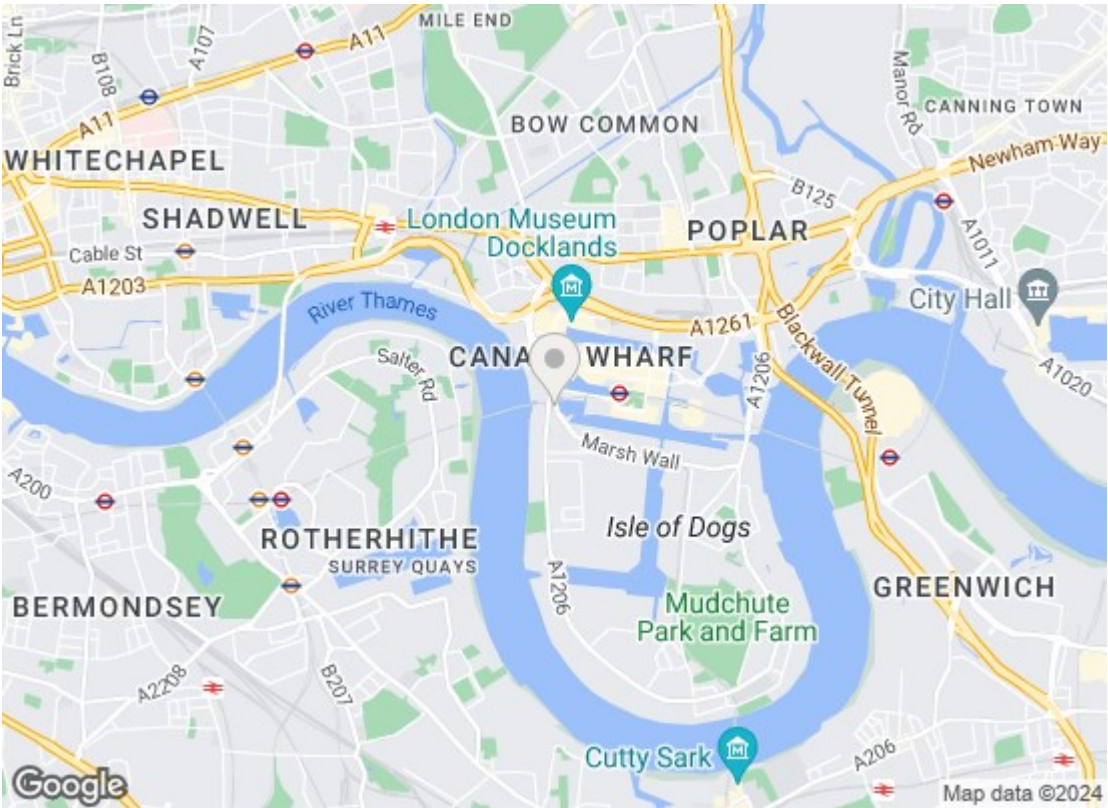 MILE END
Brick Ln
B108
A107
A11
Manor Rd
CANNING TOWN
BOW COMMON
A11
Newham Way
WHITECHAPEL
B125
SHADWELL
London Museum
Docklands
POPLAR
A1011
Cable St
A1203
River Thames
City Hall
A1261
Blackwall Tunnel
Salter Rd
CANA
WHARF
A1206
A1020
Marsh Wall
A200
Isle of Dogs
ROTHERHITHE
SURREY QUAYS
A1206
GREENWICH
BERMONDSEY
Mudchute
Park and Farm
A2208
B207
Cutty Sark
A206
Google
Map data ©2024